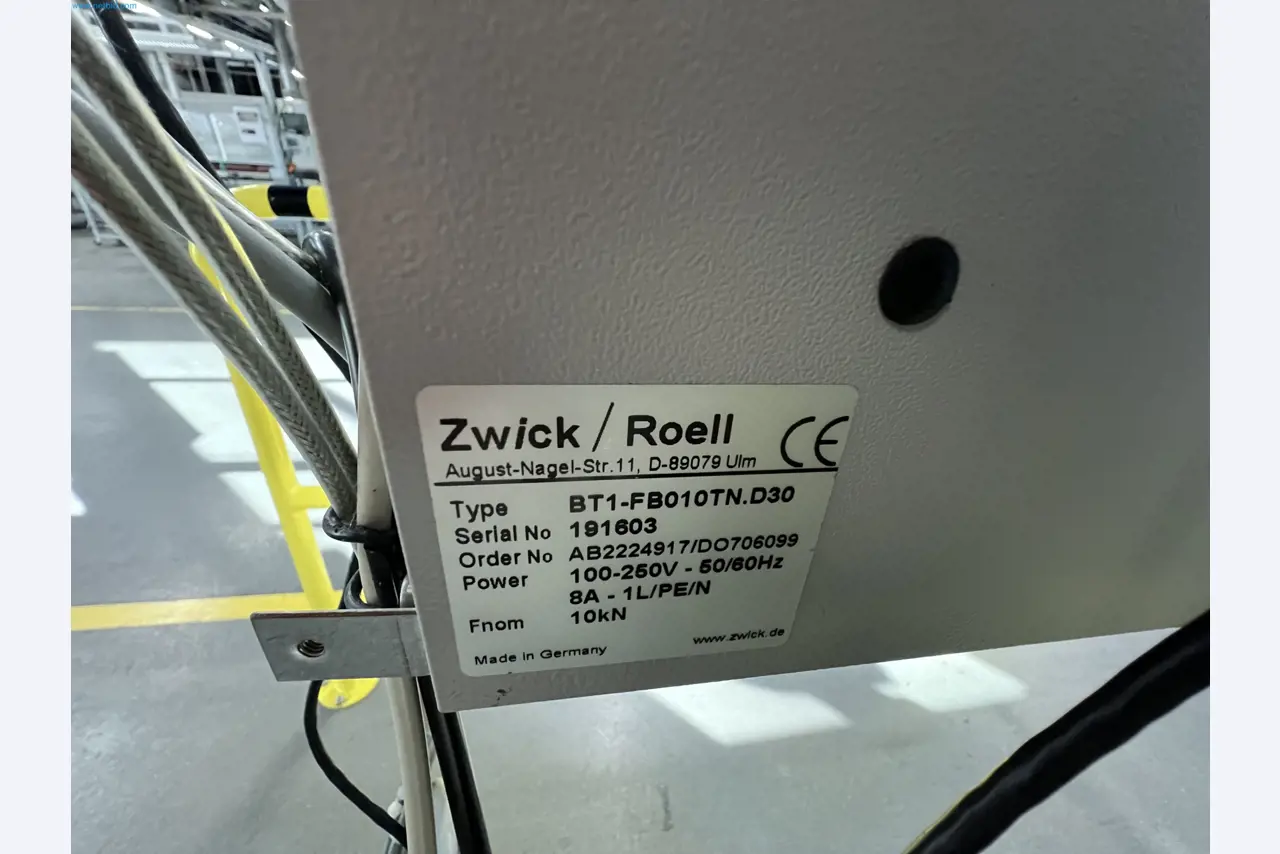 Zwick / Roell CE
August-Nagel-Str.11, D-89079 Ulm
Type BT1-FB010TN.D30
Serial No 191603
Order No AB2224917/DO706099
Power 100-250V - 50/60Hz
8A - 1L/PE/N
Fnom 10kN
Made in Germany www.zwick.de